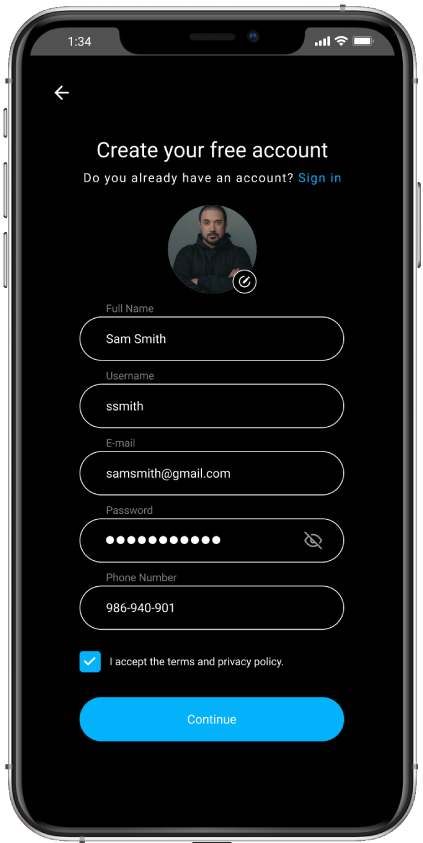 1:34
Create your free account
Do you already have an account? Sign in
Full Name
Sam Smith
Username
ssmith
E-mail
samsmith@gmail.com
Password
Phone Number
986-940-901
I accept the terms and privacy policy.
Continue